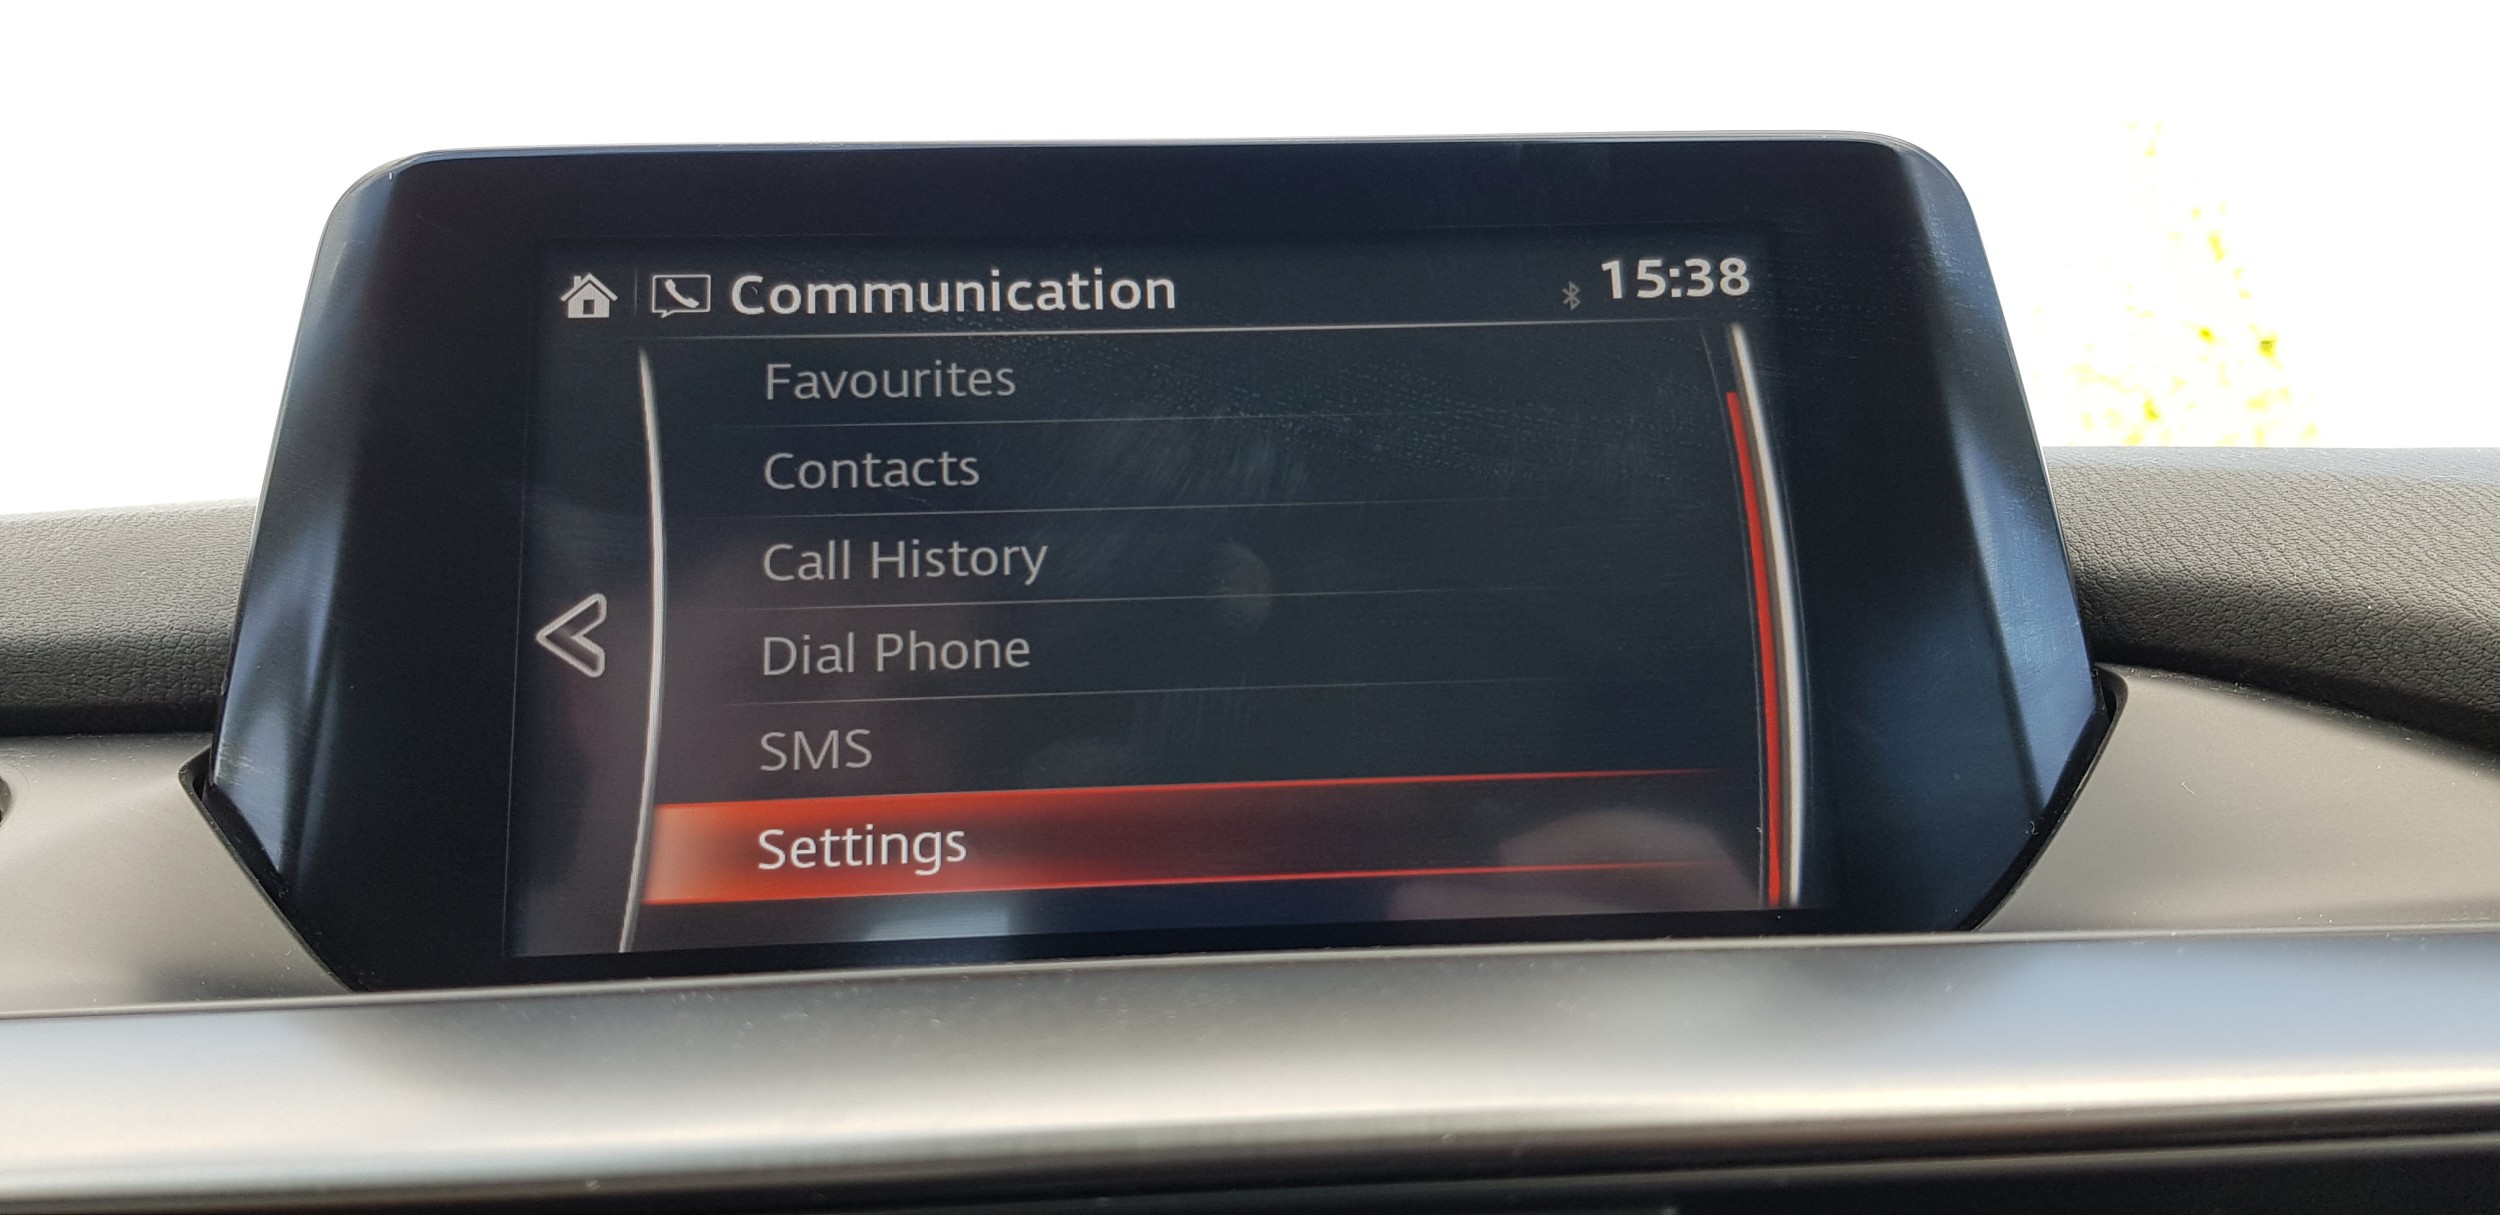 Communication 15:38
Favourites
Contacts
Call History
Dial Phone
SMS
Settings